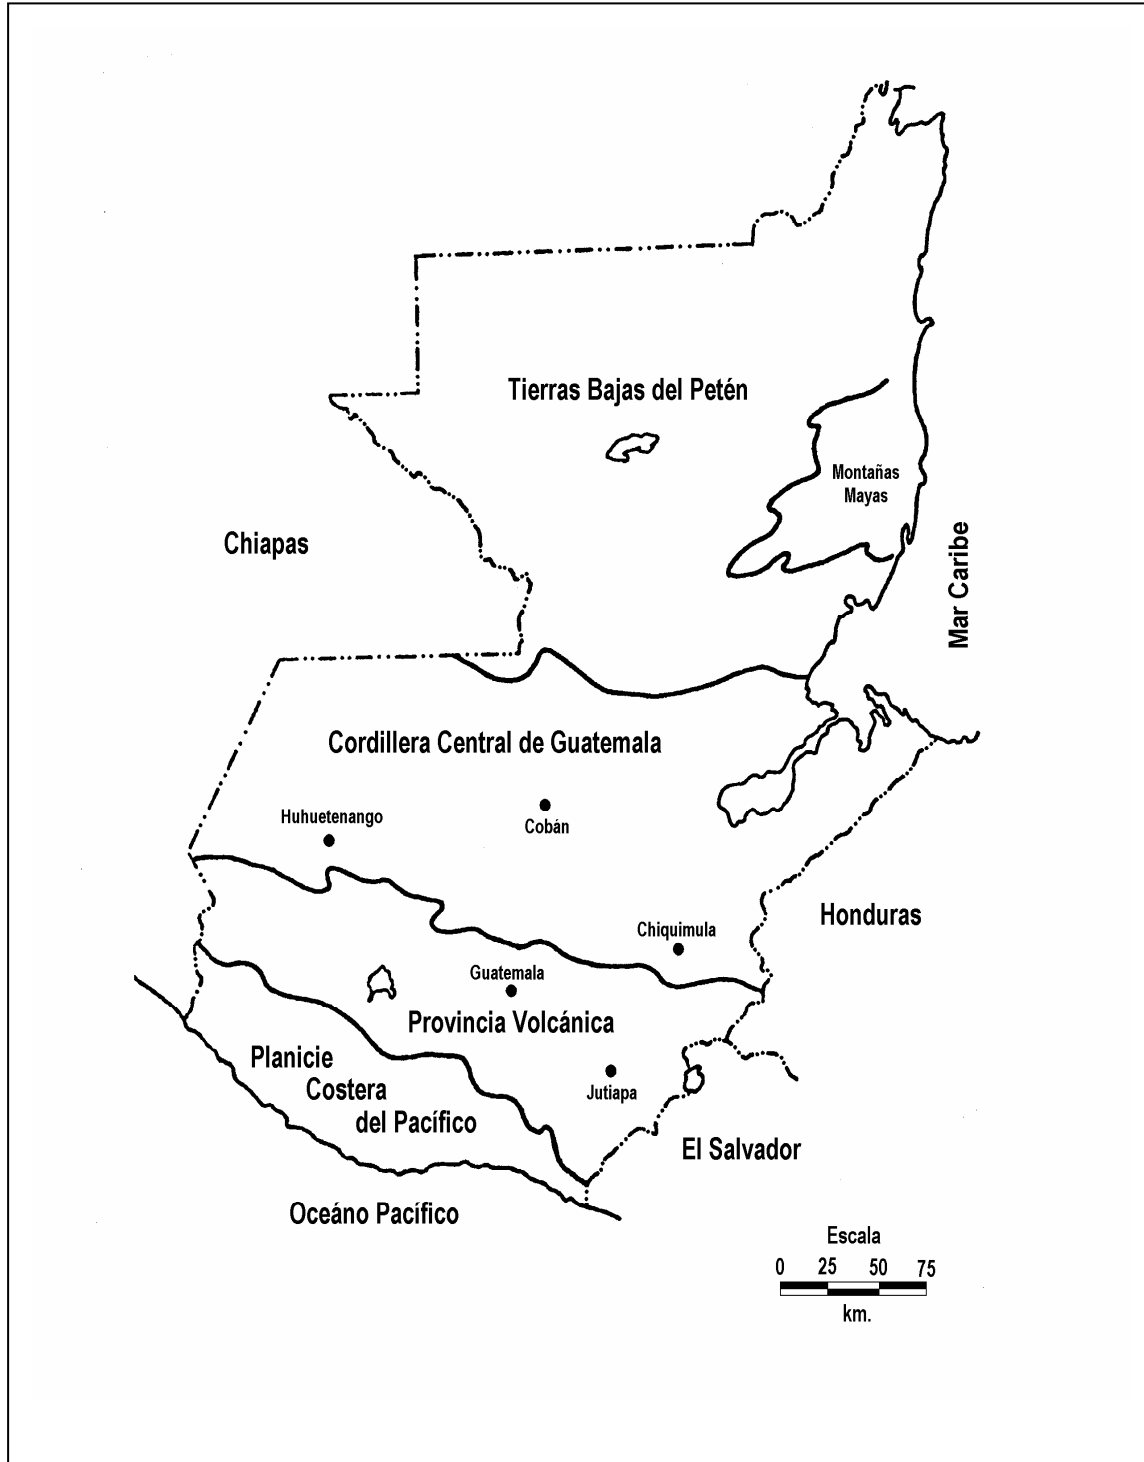 Tierras Bajas del Petén
Montañas
Mayas
Chiapas
Mar Caribe
Cordillera Central de Guatemala
Huhuetenango
Cobán
Honduras
Chiquimula
Guatemala
Provincia Volcánica
Planicie
Costera
del Pacífico
Jutiapa
El Salvador
Oceáno Pacífico
Escala
0 25 50 75
km.